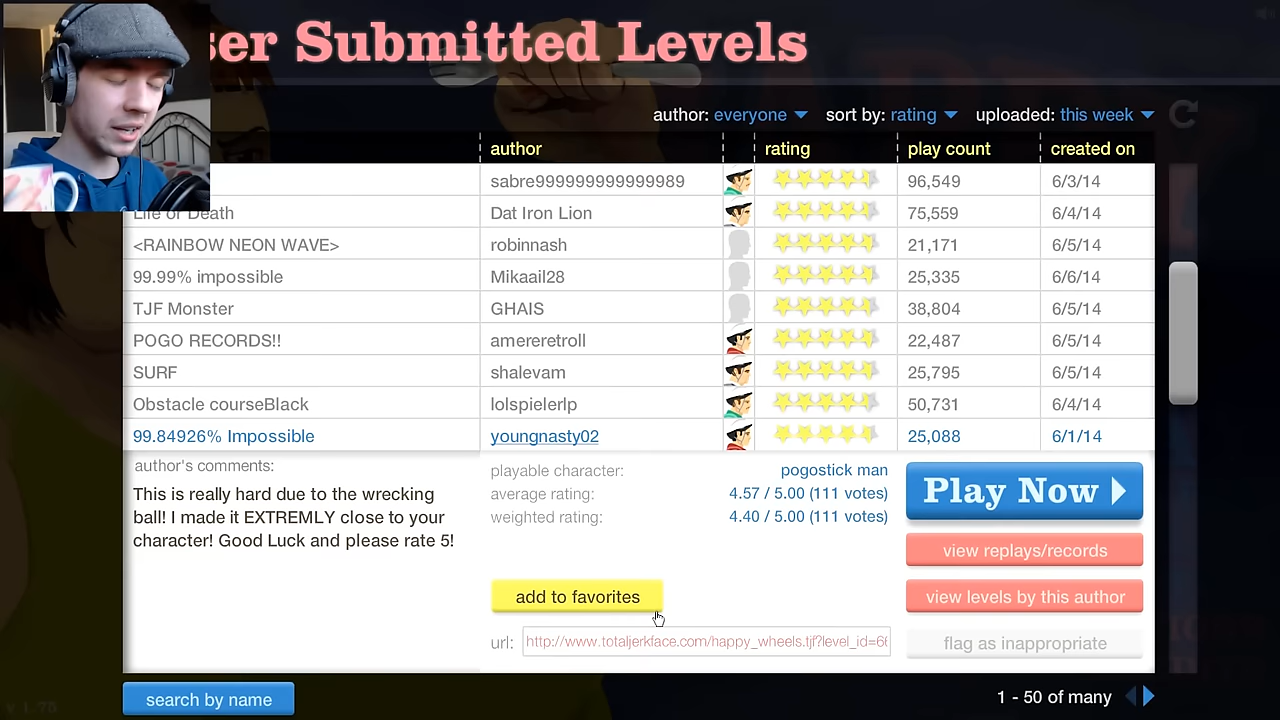 ser Submitted Levels
author: everyone sort by: rating uploaded: this week
author rating play count created on
sabre999999999999989 96,549 6/3/14
Life or Death Dat Iron Lion 75,559 6/4/14
<RAINBOW NEON WAVE> robinnash 21,171 6/5/14
99.99% impossible Mikaail28 25,335 6/6/14
TJF Monster GHAIS 38,804 6/5/14
POGO RECORDS!! amereretroll 22,487 6/5/14
SURF shalevam 25,795 6/5/14
Obstacle courseBlack lolspielerlp 50,731 6/4/14
99.84926% Impossible youngnasty02 25,088 6/1/14
author's comments:
This is really hard due to the wrecking
ball! I made it EXTREMLY close to your
character! Good Luck and please rate 5!
playable character: pogostick man
average rating: 4.57 / 5.00 (111 votes)
weighted rating: 4.40 / 5.00 (111 votes)
add to favorites
url: http://www.totaljerkface.com/happy_wheels.tjf?level_id=6
Play Now
view replays/records
view levels by this author
flag as inappropriate
search by name
1 - 50 of many